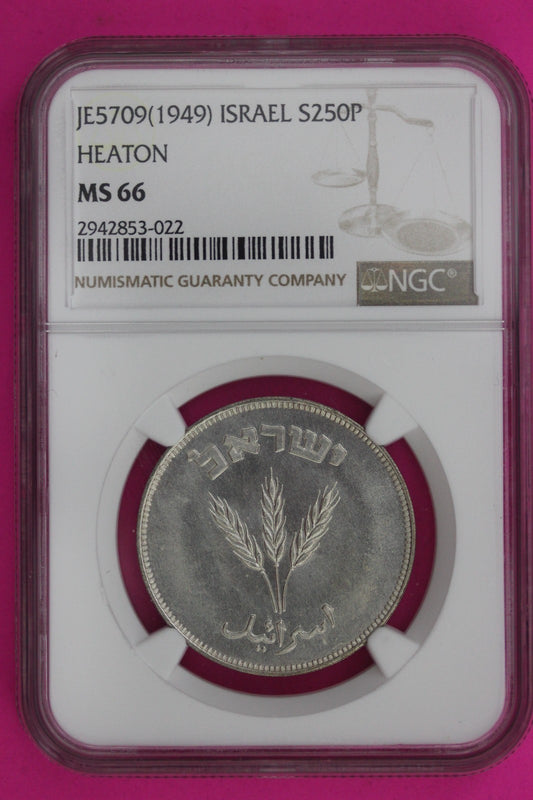 JE5709(1949) ISRAEL S250P
HEATON
MS 66
2942853-022
NUMISMATIC GUARANTY COMPANY
NGC®
ישראל
اسرائيل